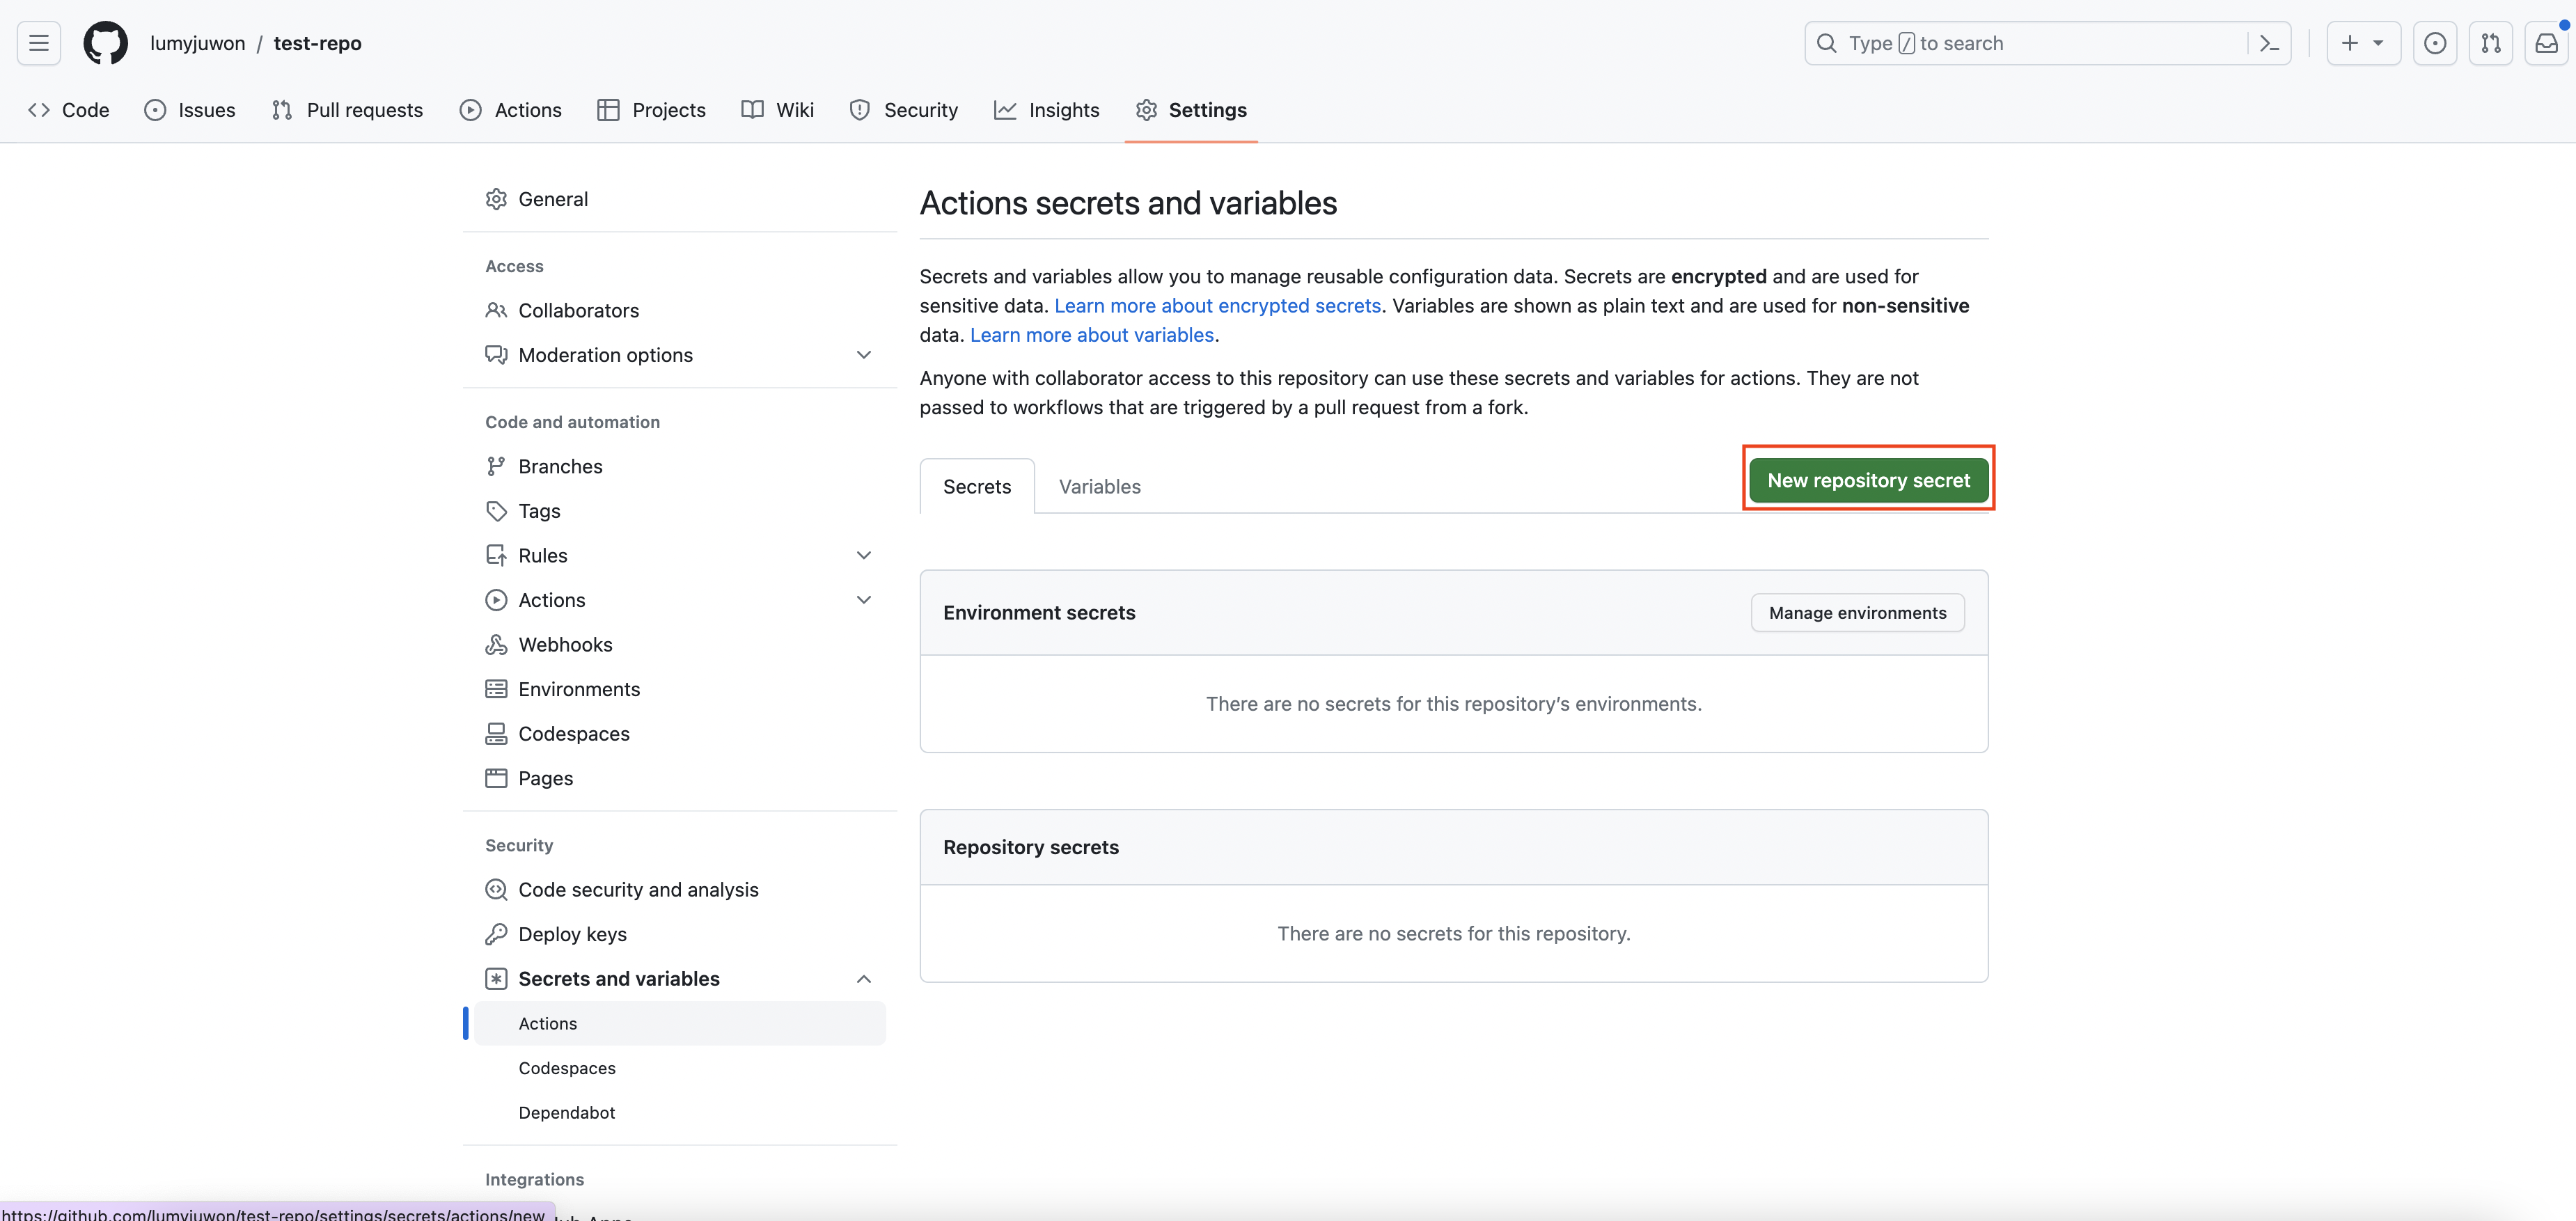 lumyjuwon / test-repo
Type / to search
Code
Issues
Pull requests
Actions
Projects
Wiki
Security
Insights
Settings
General
Access
Collaborators
Moderation options
Code and automation
Branches
Tags
Rules
Actions
Webhooks
Environments
Codespaces
Pages
Security
Code security and analysis
Deploy keys
Secrets and variables
Actions
Codespaces
Dependabot
Integrations
https://github.com/lumyjuwon/test-repo/settings/secrets/actions/new
Actions secrets and variables
Secrets and variables allow you to manage reusable configuration data. Secrets are encrypted and are used for
sensitive data. Learn more about encrypted secrets. Variables are shown as plain text and are used for non-sensitive
data. Learn more about variables.
Anyone with collaborator access to this repository can use these secrets and variables for actions. They are not
passed to workflows that are triggered by a pull request from a fork.
Secrets
Variables
New repository secret
Environment secrets
Manage environments
There are no secrets for this repository’s environments.
Repository secrets
There are no secrets for this repository.